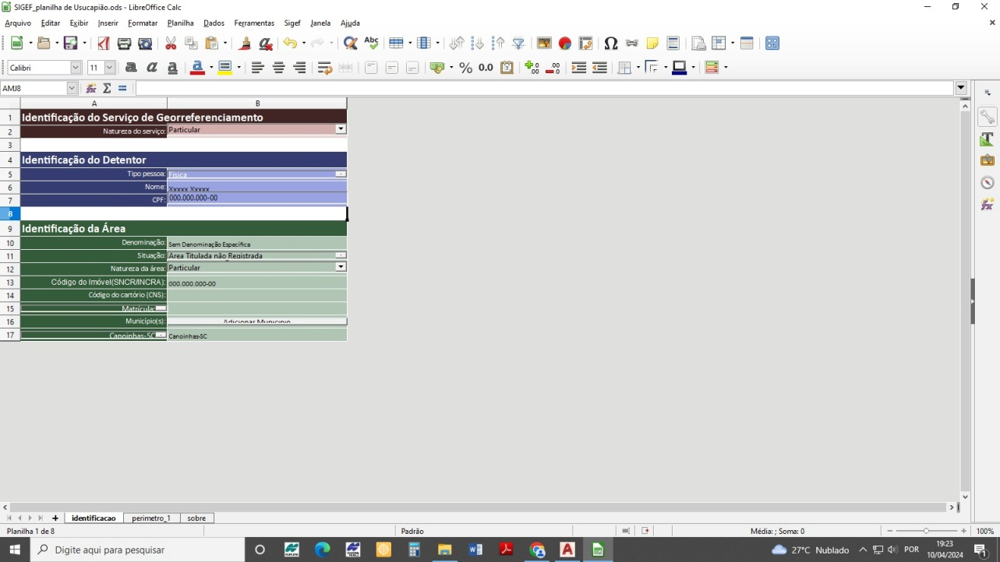 SIGEF_planilha de Usucapião.ods - LibreOffice Calc
Arquivo Editar Exibir Inserir Formatar Planilha Dados Ferramentas Sigef Janela Ajuda
Calibri 11
AMJ8
A B
1 Identificação do Serviço de Georreferenciamento
2 Natureza do serviço: Particular
3
4 Identificação do Detentor
5 Tipo pessoa: Física
6 Nome: Xxxxx Xxxxx
7 CPF: 000.000.000-00
8
9 Identificação da Área
10 Denominação: Sem Denominação Especifica
11 Situação: Área Titulada não Registrada
12 Natureza da área: Particular
13 Código do Imóvel(SNCR/INCRA): 000.000.000-00
14 Código do cartório (CNS):
15 Matrícula:
16 Município(s): Adicionar Município
17 Canoinhas-SC Canoinhas-SC
identificacao perimetro_1 sobre
Planilha 1 de 8 Padrão Média: ; Soma: 0 100%
Digite aqui para pesquisar 27°C Nublado POR 19:23
10/04/2024 1